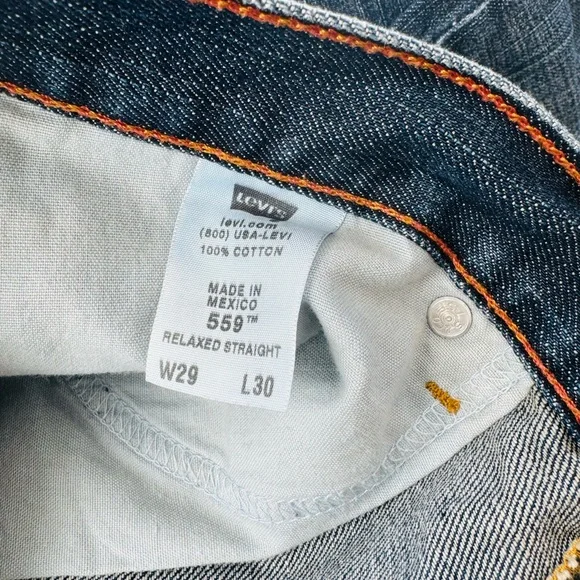 Levi's
levi.com
(800) USA-LEVI
100% COTTON
MADE IN
MEXICO
559™
RELAXED STRAIGHT
W29 L30